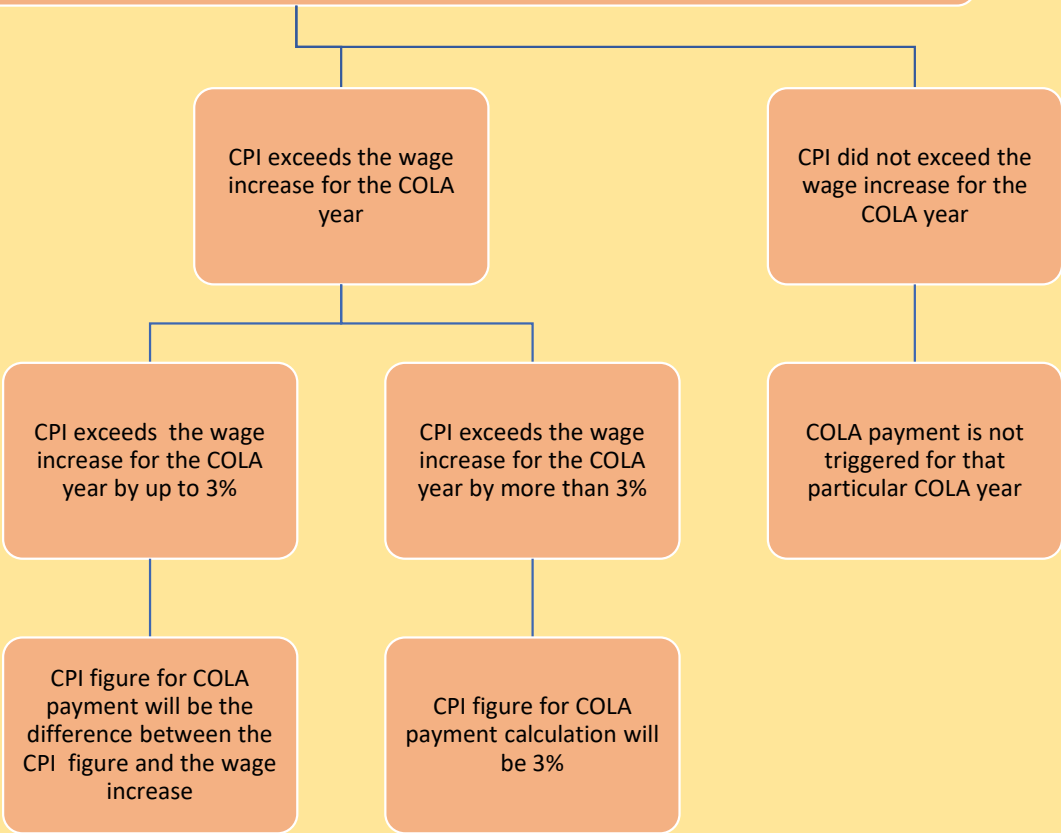 CPI exceeds the wage
increase for the COLA
year
CPI did not exceed the
wage increase for the
COLA year
CPI exceeds  the wage
increase for the COLA
year by up to 3%
CPI exceeds the wage
increase for the COLA
year by more than 3%
COLA payment is not
triggered for that
particular COLA year
CPI figure for COLA
payment will be the
difference between the
CPI  figure and the wage
increase
CPI figure for COLA
payment calculation will
be 3%